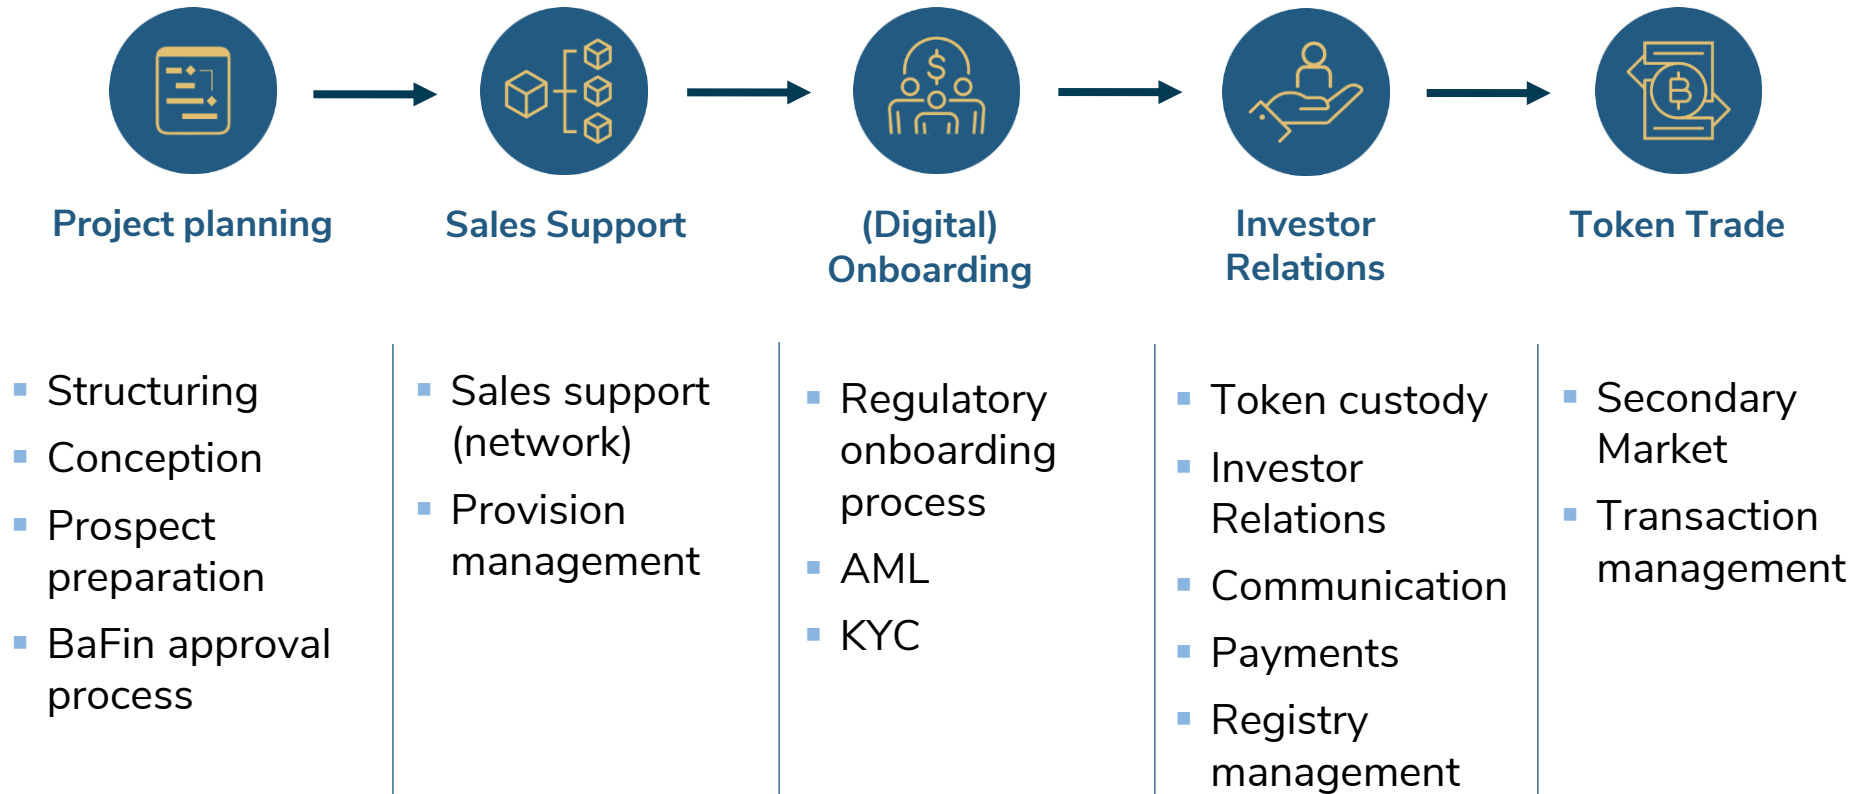 Project planning
Sales Support
(Digital)
Onboarding
Investor
Relations
Token Trade
Structuring
Conception
Prospect
preparation
BaFin approval
process
Sales support
(network)
Provision
management
Regulatory
onboarding
process
AML
KYC
Token custody
Investor
Relations
Communication
Payments
Registry
management
Secondary
Market
Transaction
management